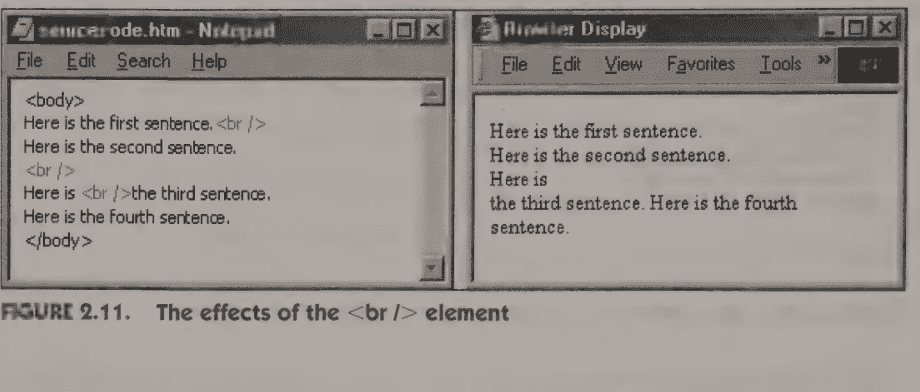 sourcecode.htm - Notepad
File Edit Search Help
<body>
Here is the first sentence. <br />
Here is the second sentence.
<br />
Here is <br />the third sentence.
Here is the fourth sentence.
</body>
Browser Display
File Edit View Favorites Tools »
Here is the first sentence.
Here is the second sentence.
Here is
the third sentence. Here is the fourth
sentence.
FIGURE 2.11. The effects of the <br /> element